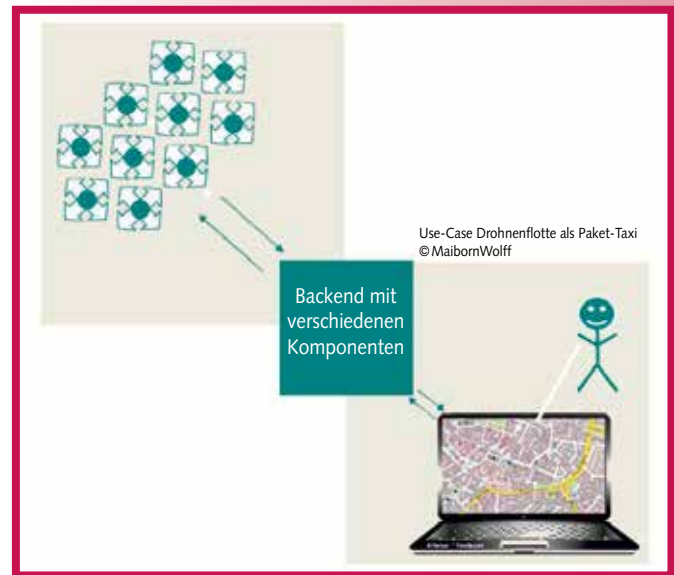 Use-Case Drohnenflotte als Paket-Taxi
© MaibornWolff
Backend mit
verschiedenen
Komponenten